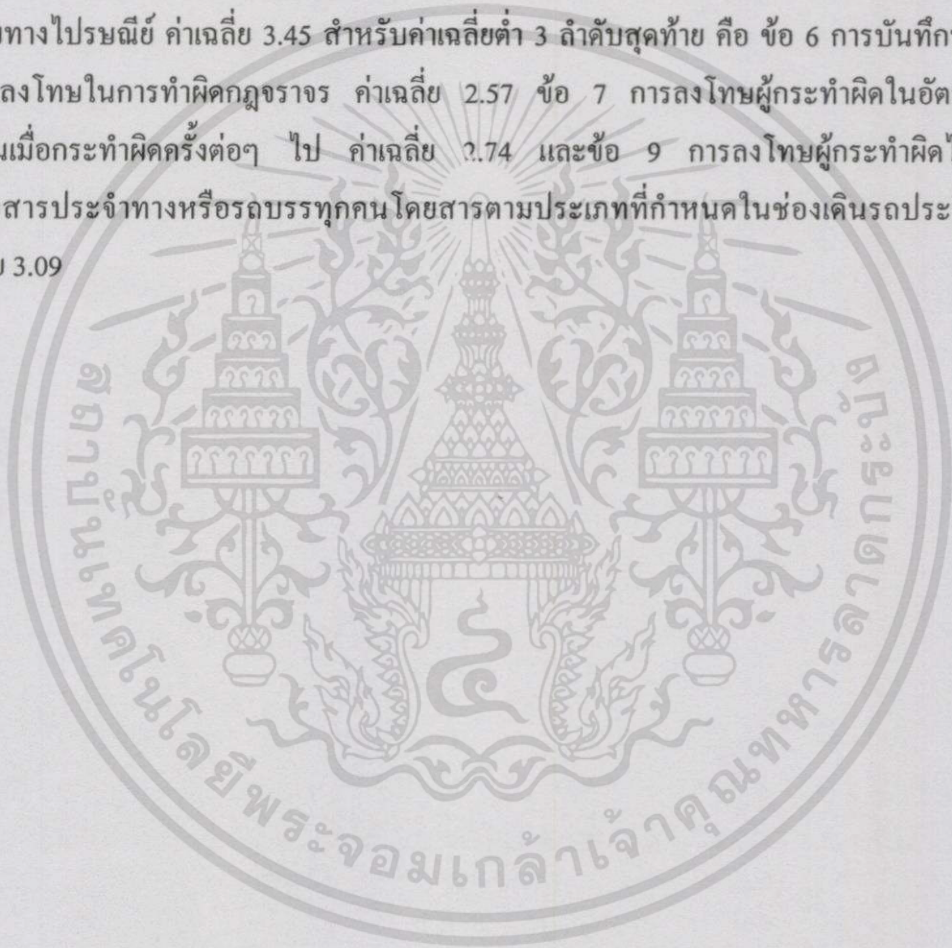 ทางไปรษณีย์ ค่าเฉลี่ย 3.45 สำหรับค่าเฉลี่ยต่ำ 3 ลำดับสุดท้าย คือ ข้อ 6 การบันทึก
ลงโทษในการทำผิดกฎจราจร ค่าเฉลี่ย 2.57 ข้อ 7 การลงโทษผู้กระทำผิดในอัต
เมื่อกระทำผิดครั้งต่อๆ ไป ค่าเฉลี่ย 2.74 และข้อ 9 การลงโทษผู้กระทำผิด
สารประจำทางหรือรถบรรทุกคนโดยสารตามประเภทที่กำหนดในช่องเดินรถประ
3.09
สถาบันเทคโนโลยีพระจอมเกล้าเจ้าคุณทหารลาดกระบัง